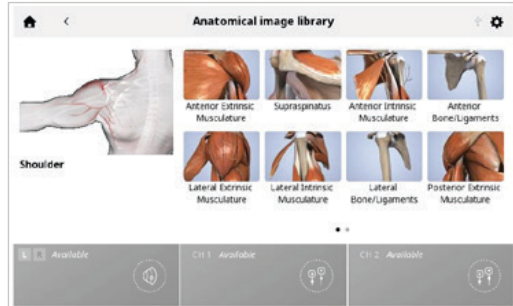 Anatomical image library
Anterior Extrinsic
Musculature
Supraspinatus
Anterior Intrinsic
Musculature
Anterior
Bone/Ligaments
Shoulder
Lateral Extrinsic
Musculature
Lateral Intrinsic
Musculature
Lateral
Bone/Ligaments
Posterior Extrinsic
Musculature
L R Available
CH 1 Available
CH 2 Available